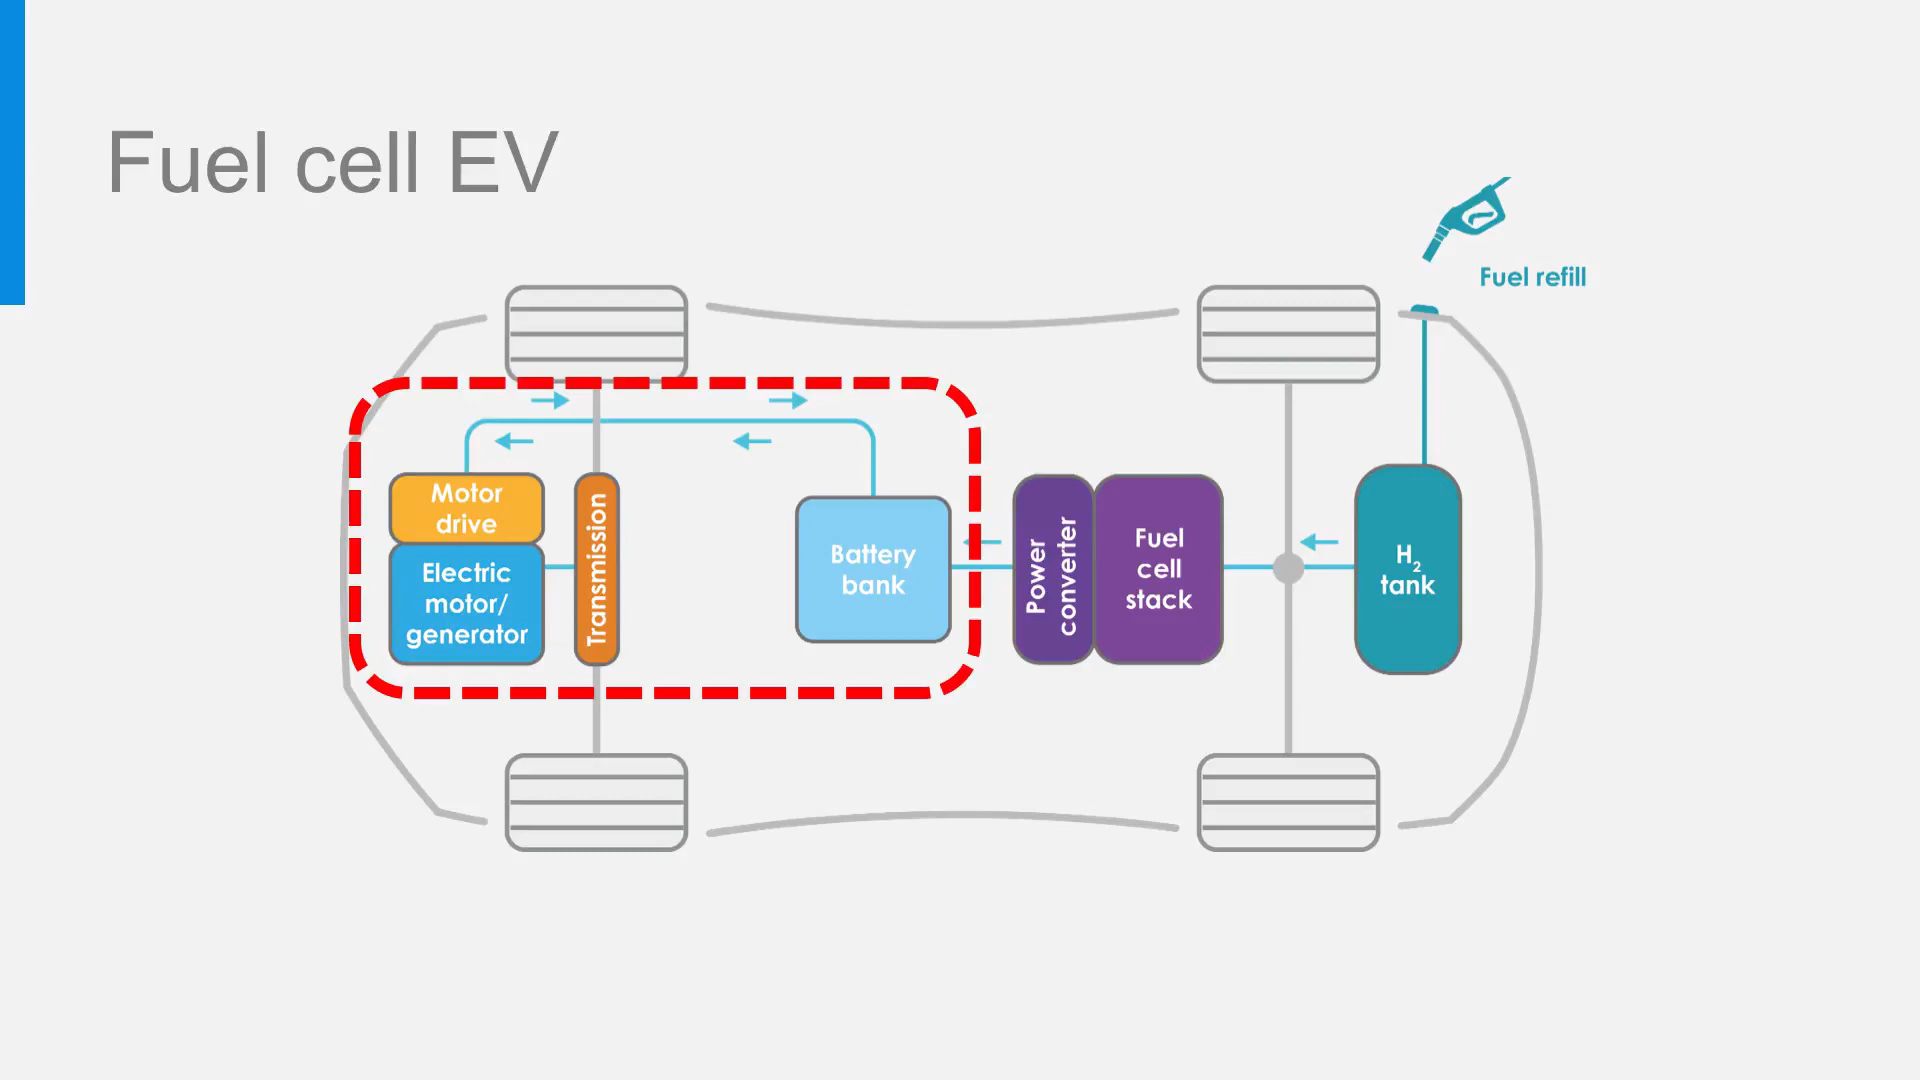 Fuel cell EV
Fuel refill
Motor
drive
Electric
motor/
generator
Transmission
Battery
bank
Power
converter
Fuel
cell
stack
H₂
tank